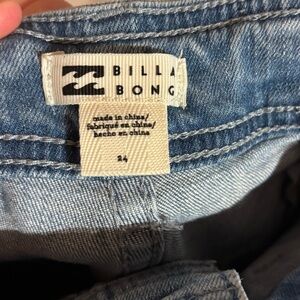 BILLA
BONG
made in china/
fabriqué en chine/
hecho en china
24